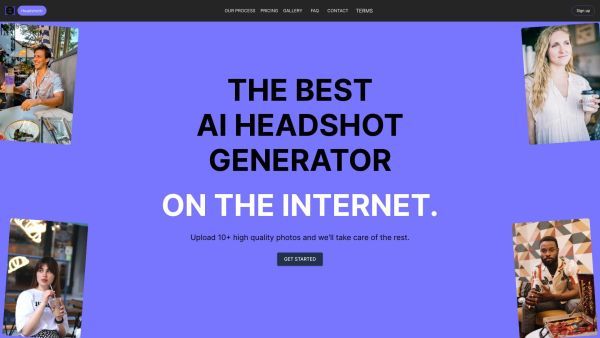 OUR PROCESS PRICING GALLERY FAQ CONTACT TERMS Sign up
THE BEST
AI HEADSHOT
GENERATOR
ON THE INTERNET.
Upload 10+ high quality photos and we'll take care of the rest.
GET STARTED